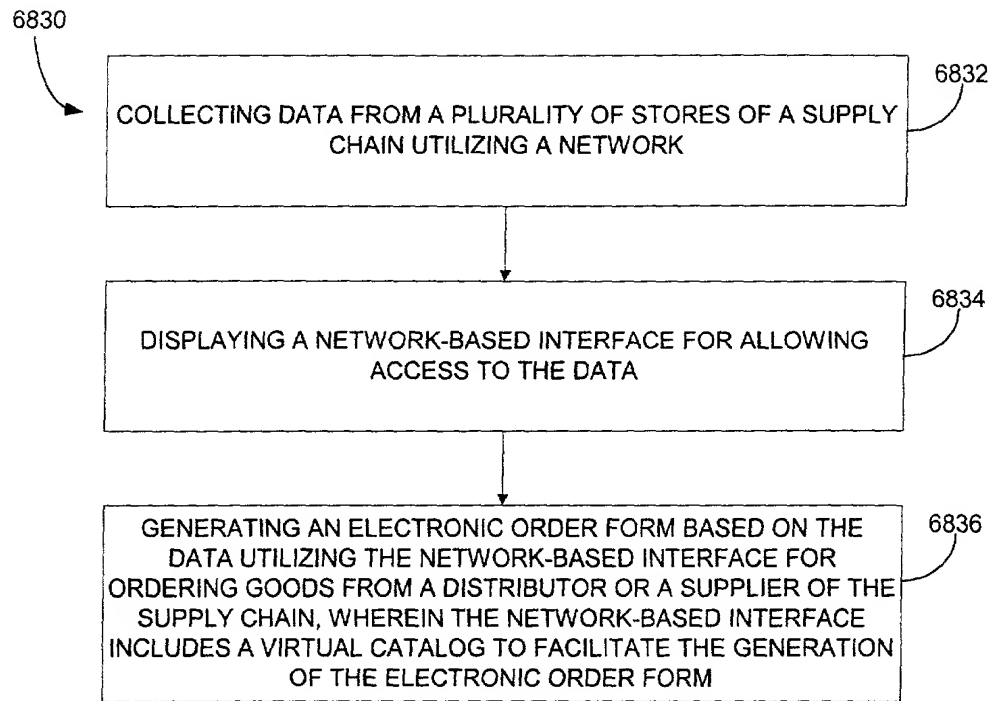 6830
6832
COLLECTING DATA FROM A PLURALITY OF STORES OF A SUPPLY
CHAIN UTILIZING A NETWORK
6834
DISPLAYING A NETWORK-BASED INTERFACE FOR ALLOWING
ACCESS TO THE DATA
6836
GENERATING AN ELECTRONIC ORDER FORM BASED ON THE
DATA UTILIZING THE NETWORK-BASED INTERFACE FOR
ORDERING GOODS FROM A DISTRIBUTOR OR A SUPPLIER OF THE
SUPPLY CHAIN, WHEREIN THE NETWORK-BASED INTERFACE
INCLUDES A VIRTUAL CATALOG TO FACILITATE THE GENERATION
OF THE ELECTRONIC ORDER FORM